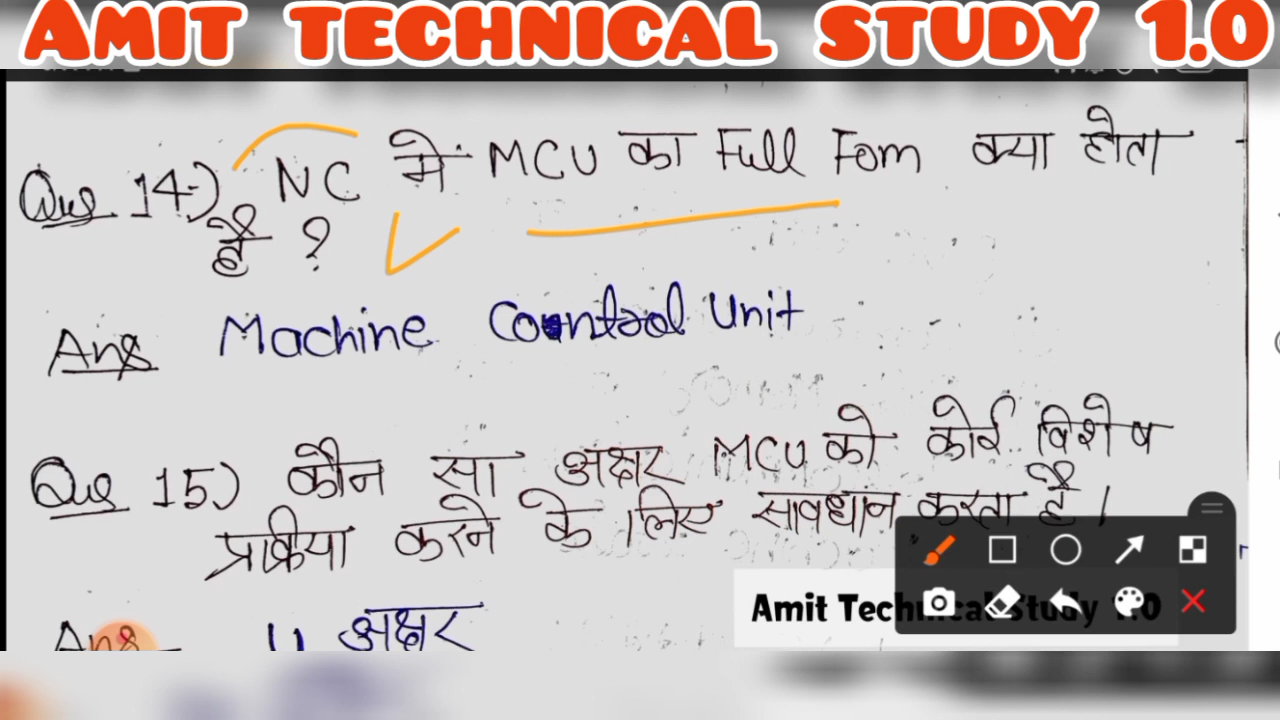 AMIT TECHNICAL STUDY 1.0
Que 14.) NC में MCU का Full Fom क्या होता
है ?
Ans Machine Control Unit
Que 15) कौन सा अक्षर MCU को कोई विशेष
प्रक्रिया करने के लिए सावधान करता है।
Amit Technical Study 1.0
Ans अक्षर